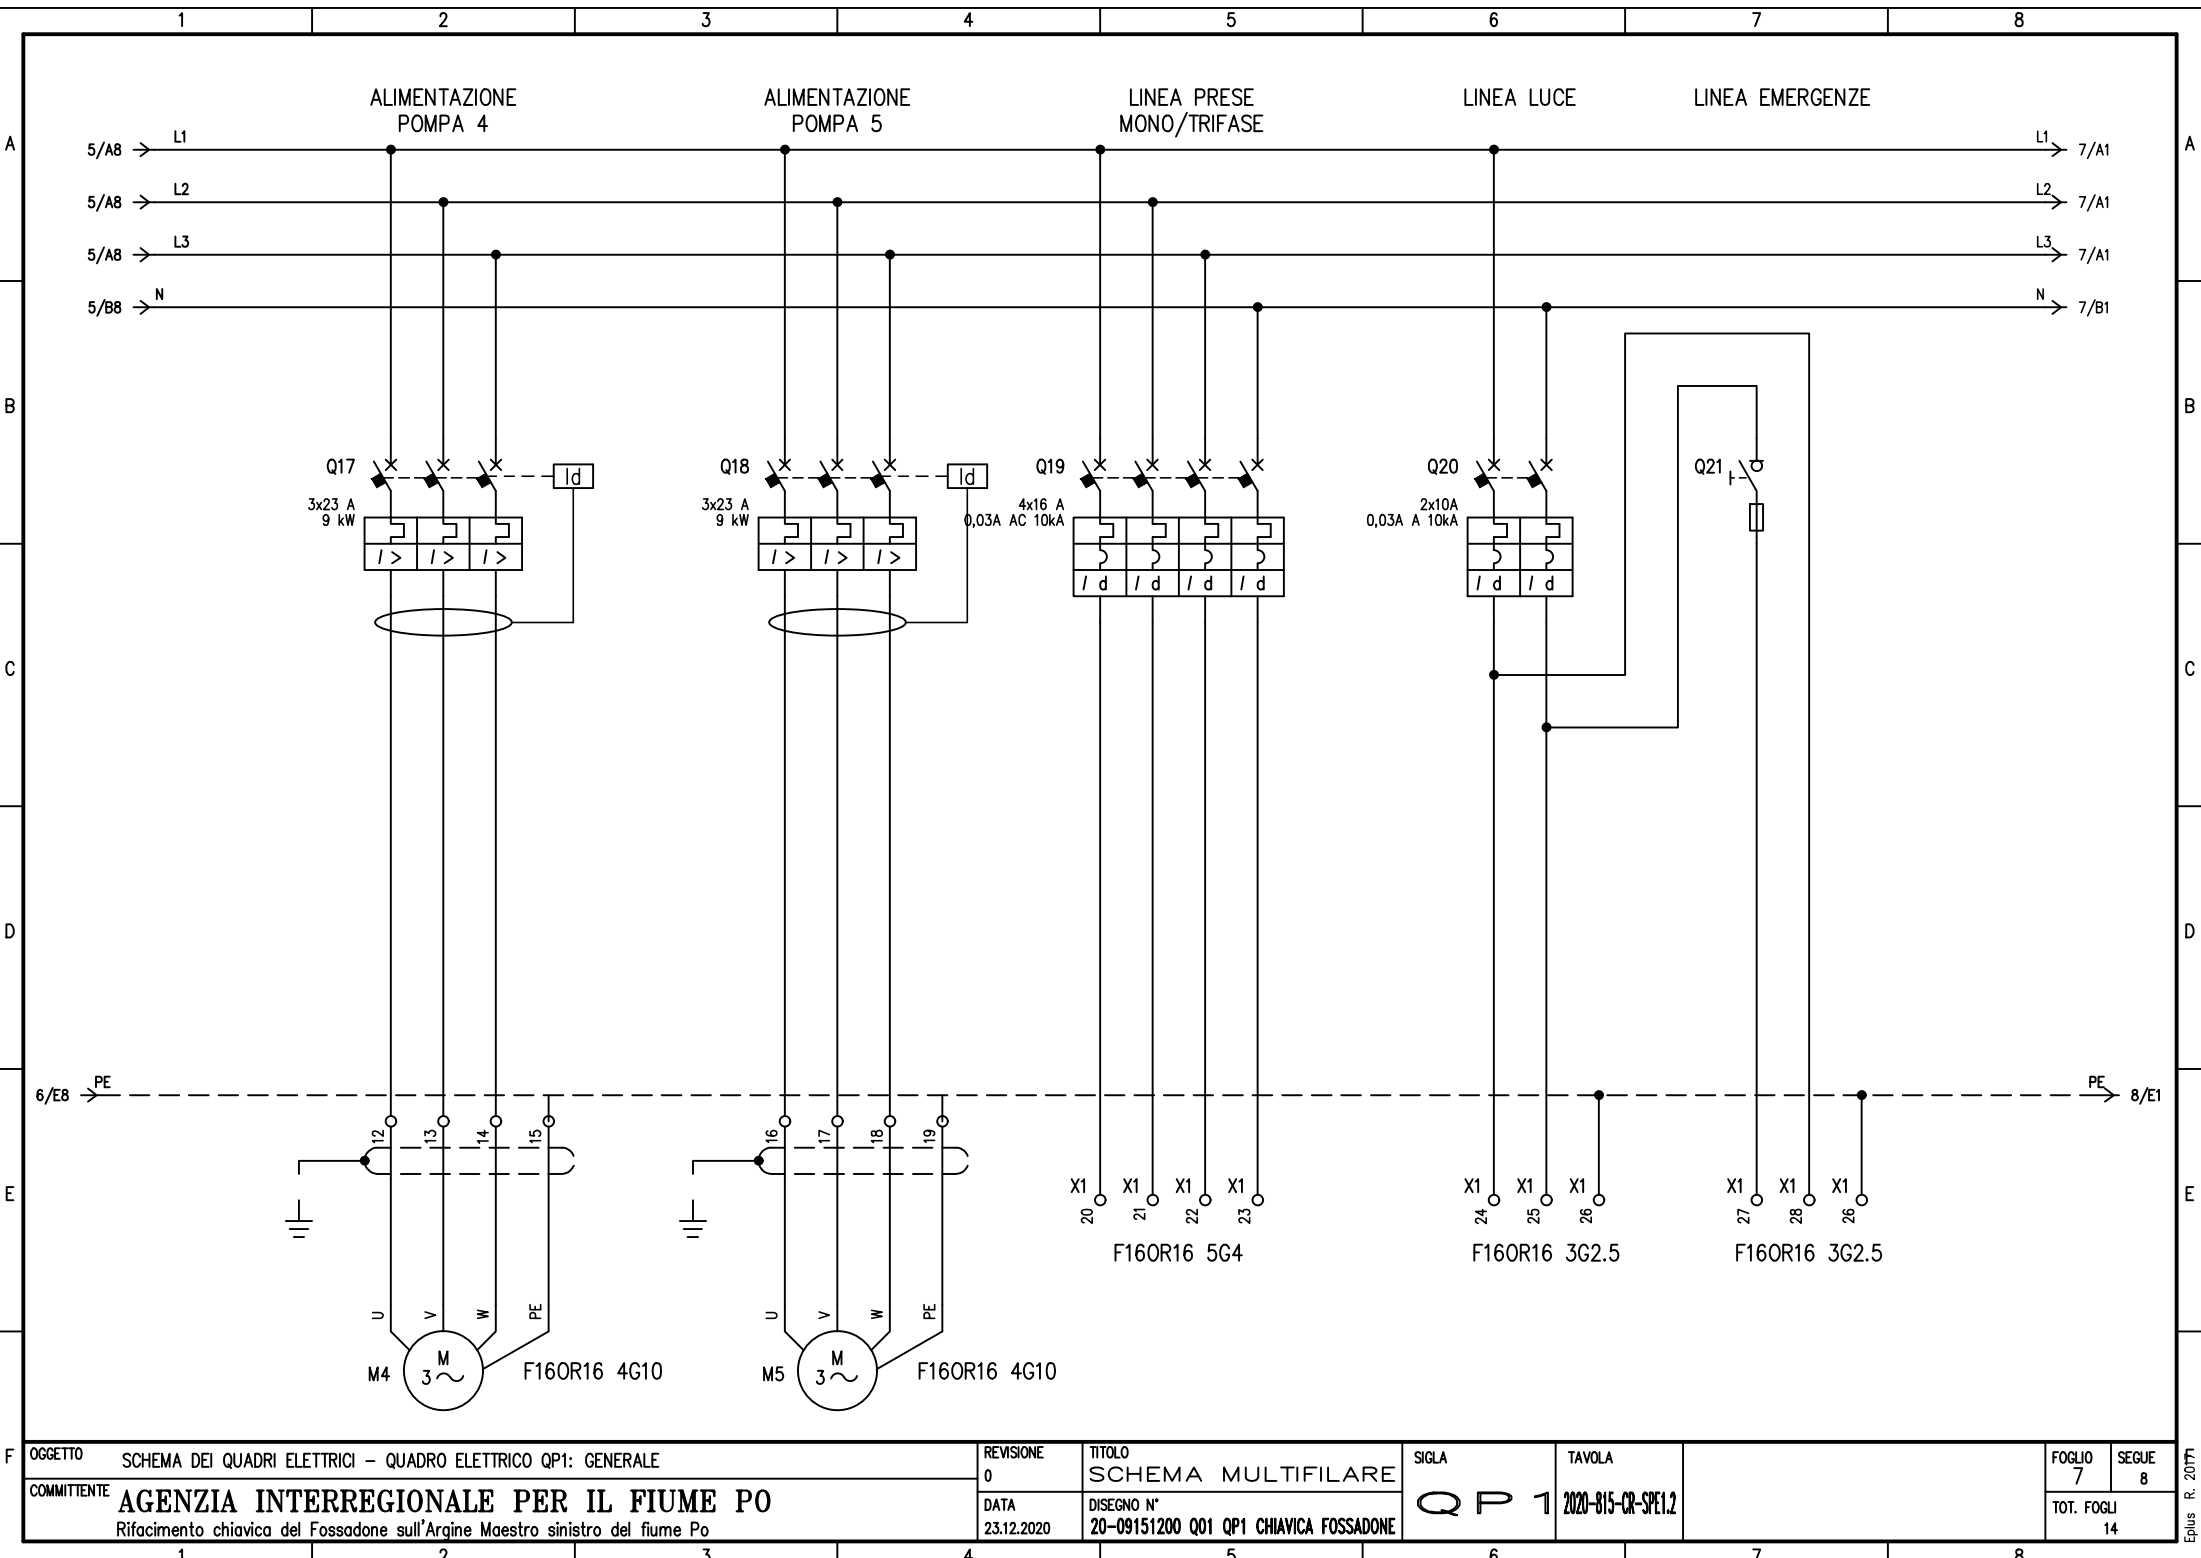 1 2 3 4 5 6 7 8
ALIMENTAZIONE
POMPA 4
ALIMENTAZIONE
POMPA 5
LINEA PRESE
MONO/TRIFASE
LINEA LUCE
LINEA EMERGENZE
A 5/A8 L1 L1 7/A1 A
5/A8 L2 L2 7/A1
5/A8 L3 L3 7/A1
5/B8 N N 7/B1
B B
Q17 Id Q18 Id Q19 Q20 Q21
3x23 A
9 kW
3x23 A
9 kW
4x16 A
0,03A AC 10kA
2x10A
0,03A A 10kA
I > I > I > I > I > I >
I d I d I d I d I d I d
C C
D D
6/E8 PE PE 8/E1
12 13 14 15 16 17 18 19
E X1 X1 X1 X1 X1 X1 X1 X1 X1 X1 E
20 21 22 23 24 25 26 27 28 26
F16OR16 5G4 F16OR16 3G2.5 F16OR16 3G2.5
U V W PE U V W PE
M4 M 3 F16OR16 4G10
M5 M 3 F16OR16 4G10
F F
OGGETTO SCHEMA DEI QUADRI ELETTRICI - QUADRO ELETTRICO QP1: GENERALE
COMMITTENTE AGENZIA INTERREGIONALE PER IL FIUME PO
Rifacimento chiavica del Fossadone sull'Argine Maestro sinistro del fiume Po
REVISIONE
0
DATA
23.12.2020
TITOLO
SCHEMA MULTIFILARE
DISEGNO N°
20-09151200 Q01 QP1 CHIAVICA FOSSADONE
SIGLA
QP1
TAVOLA
2020-815-CR-SPE1.2
FOGLIO
7
SEGUE
8
TOT. FOGLI
14
Eplus R. 2017
1 2 3 4 5 6 7 8